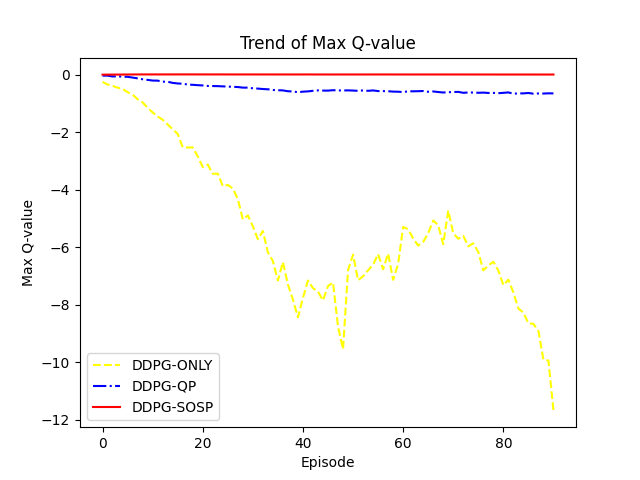 Trend of Max Q-value
Max Q-value
0
−2
−4
−6
−8
−10
−12
DDPG-ONLY
DDPG-QP
DDPG-SOSP
0 20 40 60 80
Episode